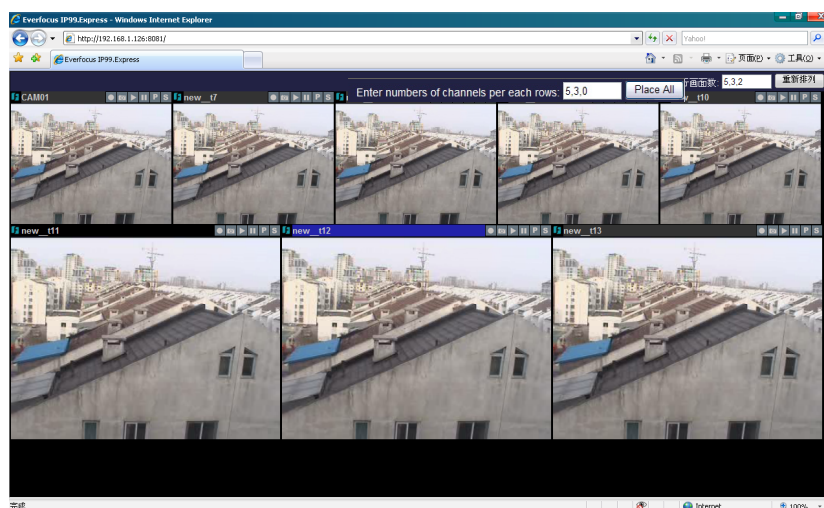 Everfocus IP99.Express - Windows Internet Explorer
http://192.168.1.126:8081/
Yahoo!
Everfocus IP99.Express
页面(P)
工具(O)
Enter numbers of channels per each rows: 5,3,0 Place All
画面数: 5,3,2 重新排列
CAM01 P S
new__t7 P S
t10 P S
new__t11 P S
new__t12 P S
new__t13 P S
完成
Internet
100%